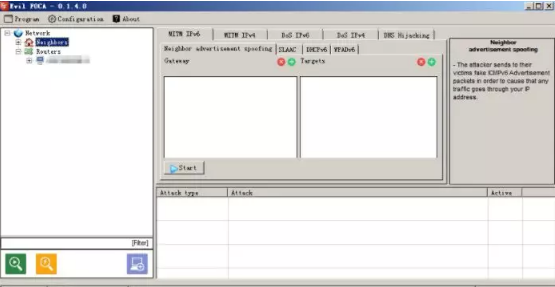 Evil FOCA - 0.1.4.0
Program Configuration About
Network
Neighbors
Routers
[Filter]
MITM IPv6 MITM IPv4 DoS IPv6 DoS IPv4 DNS Hijacking
Neighbor advertisement spoofing SLAAC DHCPv6 WPADv6
Gateway Targets
Start
Neighbor
advertisement spoofing
- The attacker sends to their
victims fake ICMPv6 Advertisement
packets in order to cause that any
traffic goes through your IP
address.
Attack type Attack Active